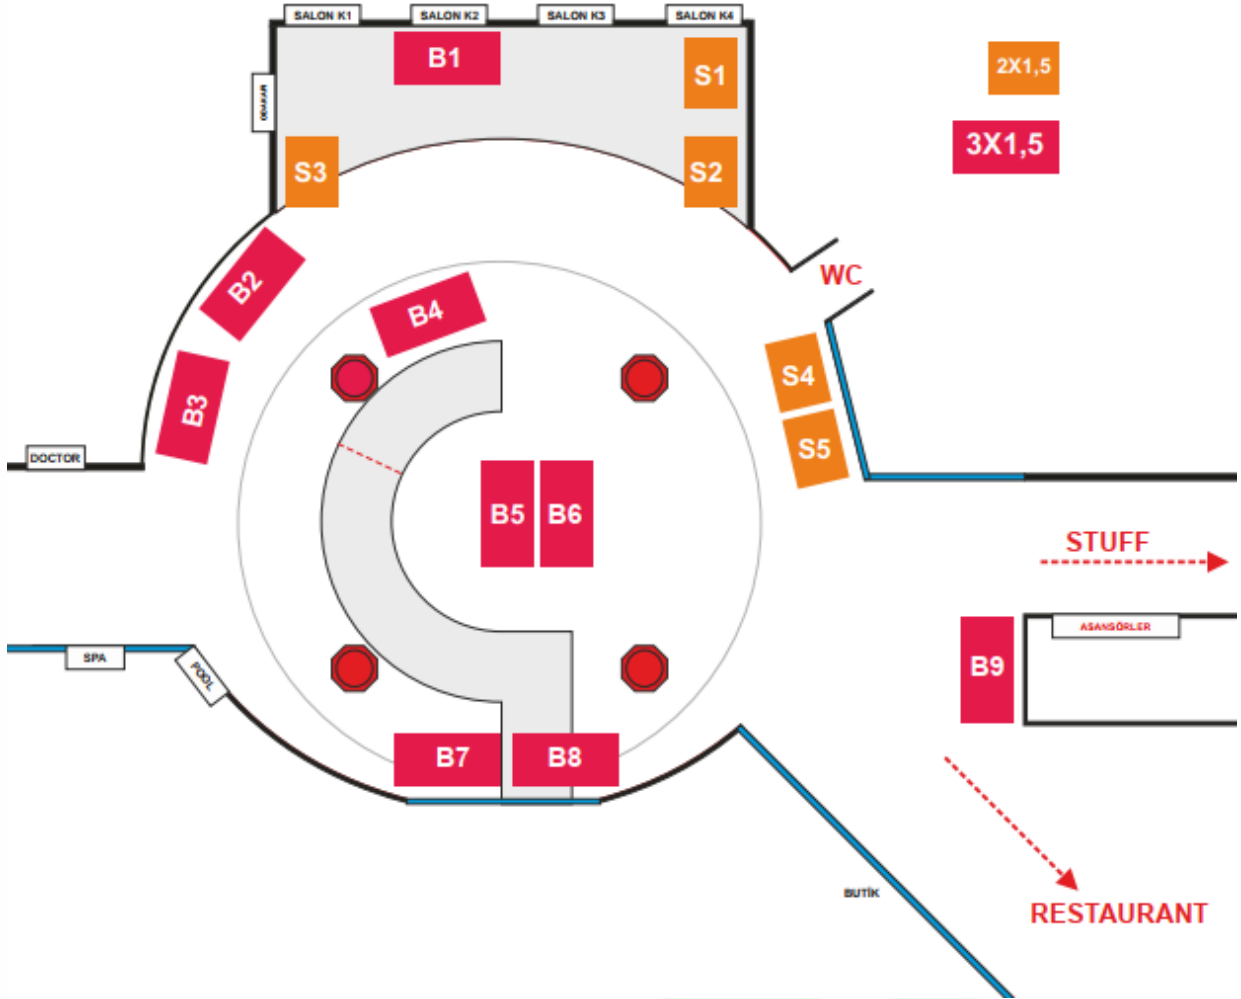 SALON K1
SALON K2
SALON K3
SALON K4
B1
S1
2X1,5
ODAKAR
3X1,5
S3
S2
B2
WC
B4
B3
S4
S5
DOCTOR
B5
B6
STUFF
ASANSÖRLER
SPA
POOL
B9
B7
B8
BUTİK
RESTAURANT